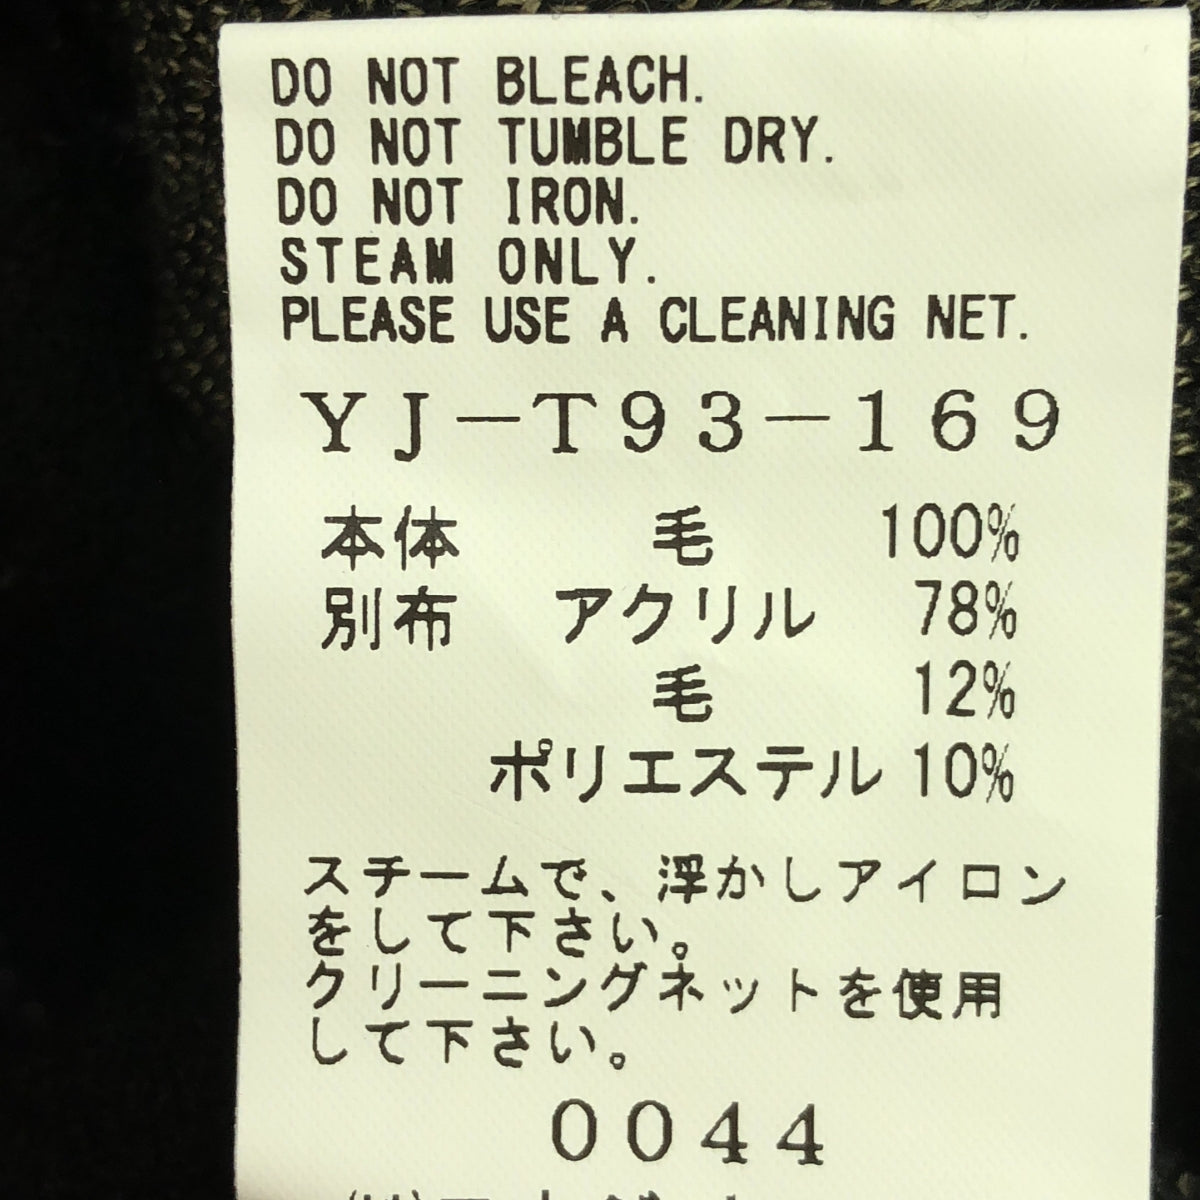 DO NOT BLEACH.
DO NOT TUMBLE DRY.
DO NOT IRON.
STEAM ONLY.
PLEASE USE A CLEANING NET.
YJ-T93-169
本体 毛 100%
別布 アクリル 78%
毛 12%
ポリエステル 10%
スチームで、浮かしアイロン
をして下さい。
クリーニングネットを使用
して下さい。
0044